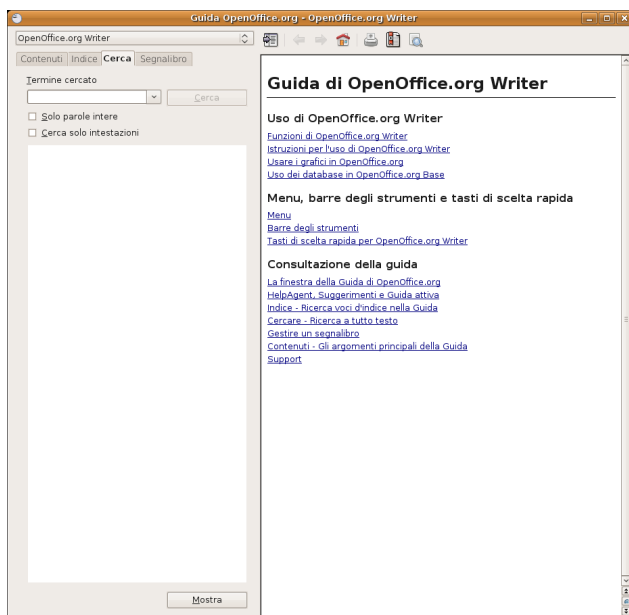 Guida OpenOffice.org - OpenOffice.org Writer
OpenOffice.org Writer
Contenuti Indice Cerca Segnalibro
Termine cercato
Cerca
Solo parole intere
Cerca solo intestazioni
Mostra
Guida di OpenOffice.org Writer
Uso di OpenOffice.org Writer
Funzioni di OpenOffice.org Writer
Istruzioni per l'uso di OpenOffice.org Writer
Usare i grafici in OpenOffice.org
Uso dei database in OpenOffice.org Base
Menu, barre degli strumenti e tasti di scelta rapida
Menu
Barre degli strumenti
Tasti di scelta rapida per OpenOffice.org Writer
Consultazione della guida
La finestra della Guida di OpenOffice.org
HelpAgent, Suggerimenti e Guida attiva
Indice - Ricerca voci d'indice nella Guida
Cercare - Ricerca a tutto testo
Gestire un segnalibro
Contenuti - Gli argomenti principali della Guida
Support